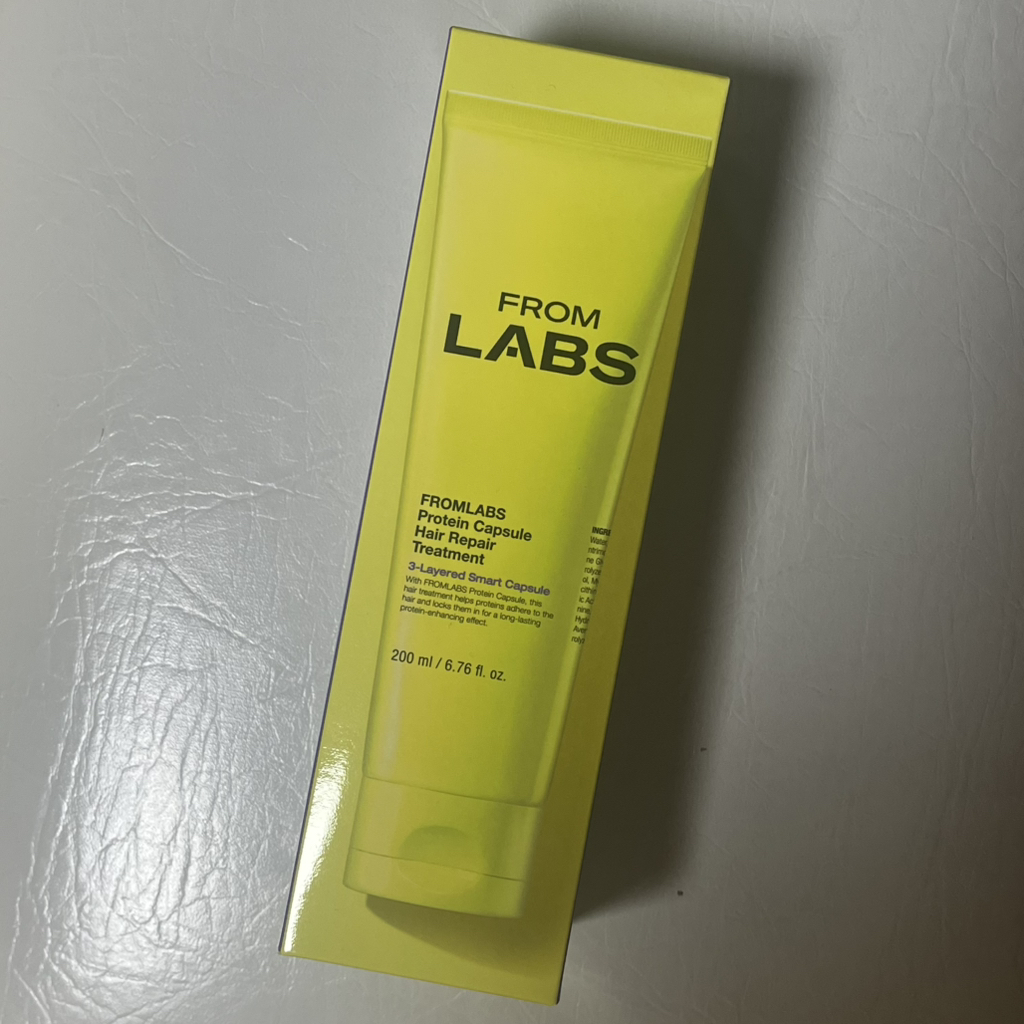 FROM
LABS
FROMLABS
Protein Capsule
Hair Repair
Treatment
3-Layered Smart Capsule
With FROMLABS Protein Capsule, this
hair treatment helps proteins adhere to the
hair and locks them in for a long-lasting
protein-enhancing effect.
200 ml / 6.76 fl. oz.